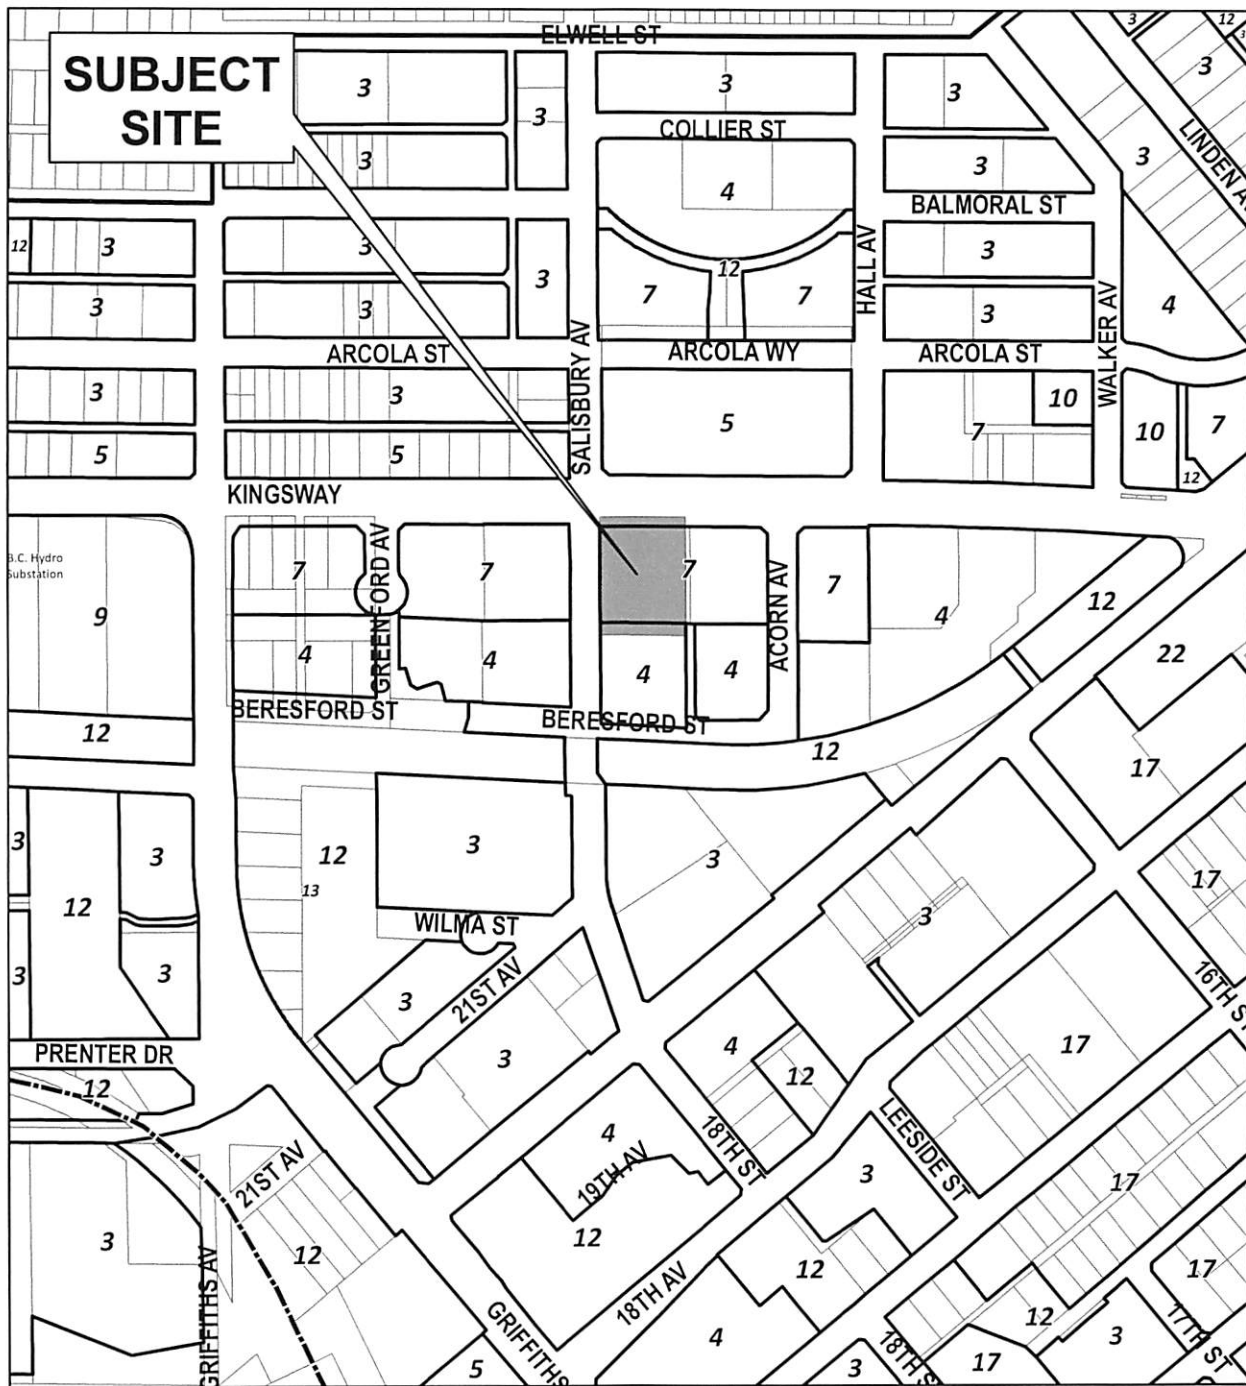 ELWELL ST
3
12
3
SUBJECT
SITE
3
3
3
3
3
3
COLLIER ST
LINDEN A
3
3
3
4
BALMORAL ST
12
3
3
3
3
HALL AV
12
7
7
3
3
3
3
WALKER AV
4
SALISBURY AV
ARCOLA ST
ARCOLA WY
ARCOLA ST
3
3
5
7
10
10
7
5
5
12
KINGSWAY
B.C. Hydro
Substation
9
7
GREENFORD AV
7
7
ACORN AV
7
4
12
4
4
4
4
22
BERESFORD ST
BERESFORD ST
12
12
17
3
3
12
13
3
3
17
12
3
WILMA ST
3
3
3
21ST AV
3
16TH ST
PRENTER DR
12
3
4
12
17
4
19TH AV
18TH ST
LEESIDE ST
3
17
21ST AV
3
12
12
12
17
GRIFFITHS AV
GRIFFITHS
18TH AV
4
12
3
17TH ST
5
3
18TH S
17